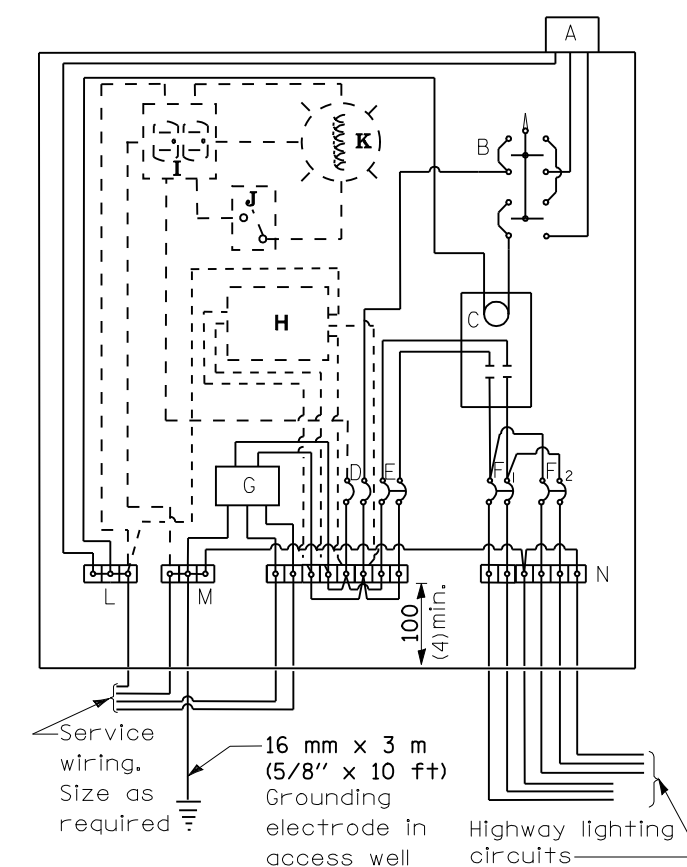 A
B
K
I
J
C
H
D E F1 F2
G
L M N
100
(4)min.
Service
wiring.
Size as
required
16 mm x 3 m
(5/8" x 10 ft)
Grounding
electrode in
access well
Highway lighting
circuits